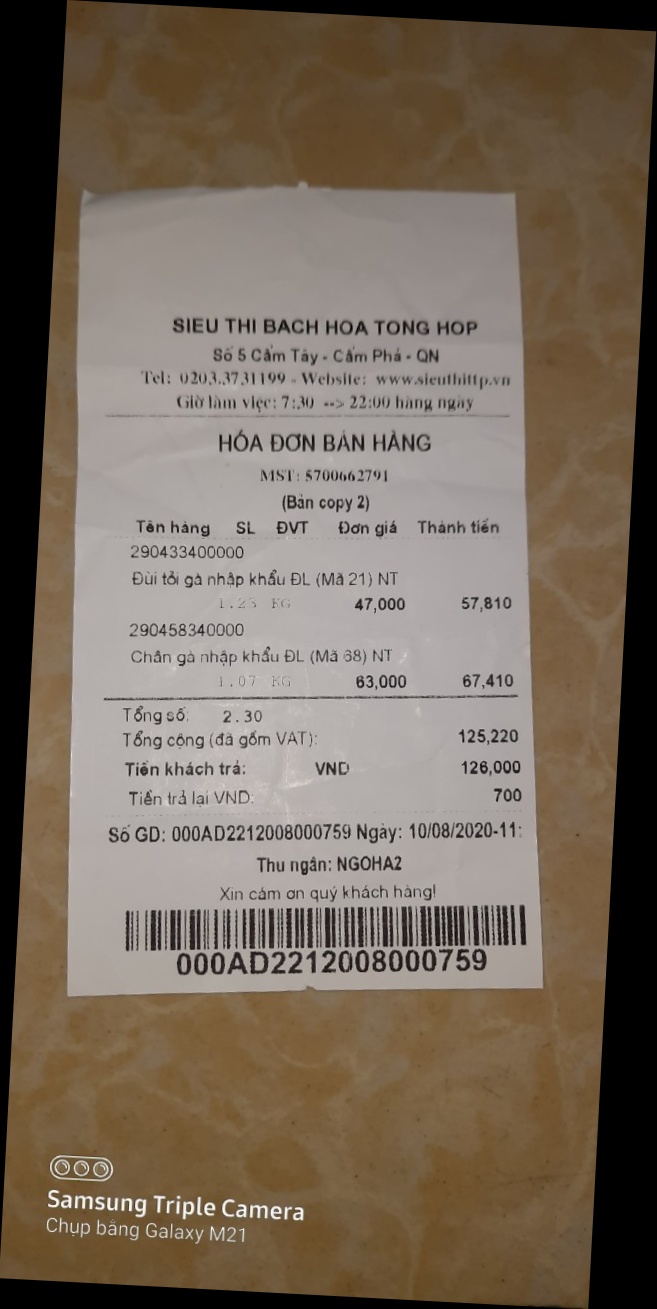 SIEU THI BACH HOA TONG HOP
Số 5 Cẩm Tây - Cẩm Phả - QN
Tel: 0203.3731199 - Website: www.sieuthittp.vn
Giờ làm việc: 7:30 --> 22:00 hàng ngày
HÓA ĐƠN BÁN HÀNG
MST: 5700662791
(Bản copy 2)
Tên hàng SL ĐVT Đơn giá Thành tiền
290433400000
Đùi tỏi gà nhập khẩu ĐL (Mã 21) NT
1.23 KG 47,000 57,810
290458340000
Chân gà nhập khẩu ĐL (Mã 68) NT
1.07 KG 63,000 67,410
Tổng số: 2.30
Tổng cộng (đã gồm VAT): 125,220
Tiền khách trả: VND 126,000
Tiền trả lại VND: 700
Số GD: 000AD2212008000759 Ngày: 10/08/2020-11:
Thu ngân: NGOHA2
Xin cảm ơn quý khách hàng!
000AD2212008000759
Samsung Triple Camera
Chụp bằng Galaxy M21